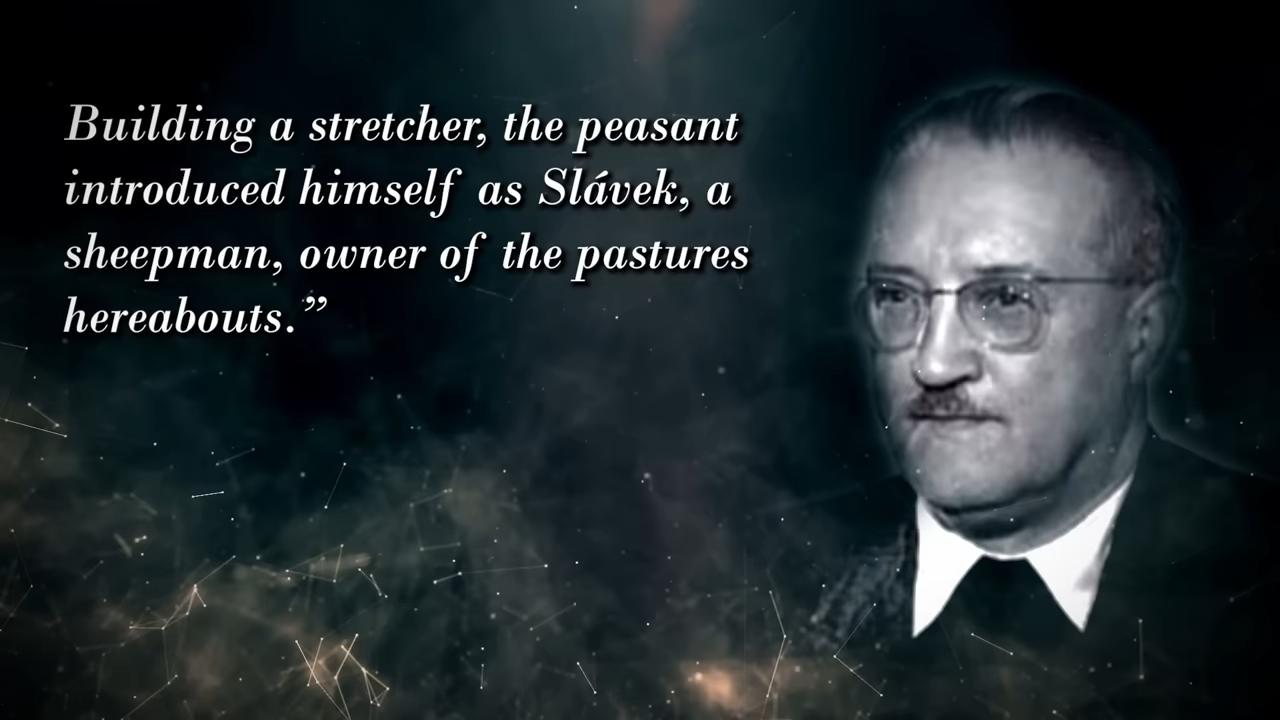 Building a stretcher, the peasant
introduced himself as Slávek, a
sheepman, owner of the pastures
hereabouts.”